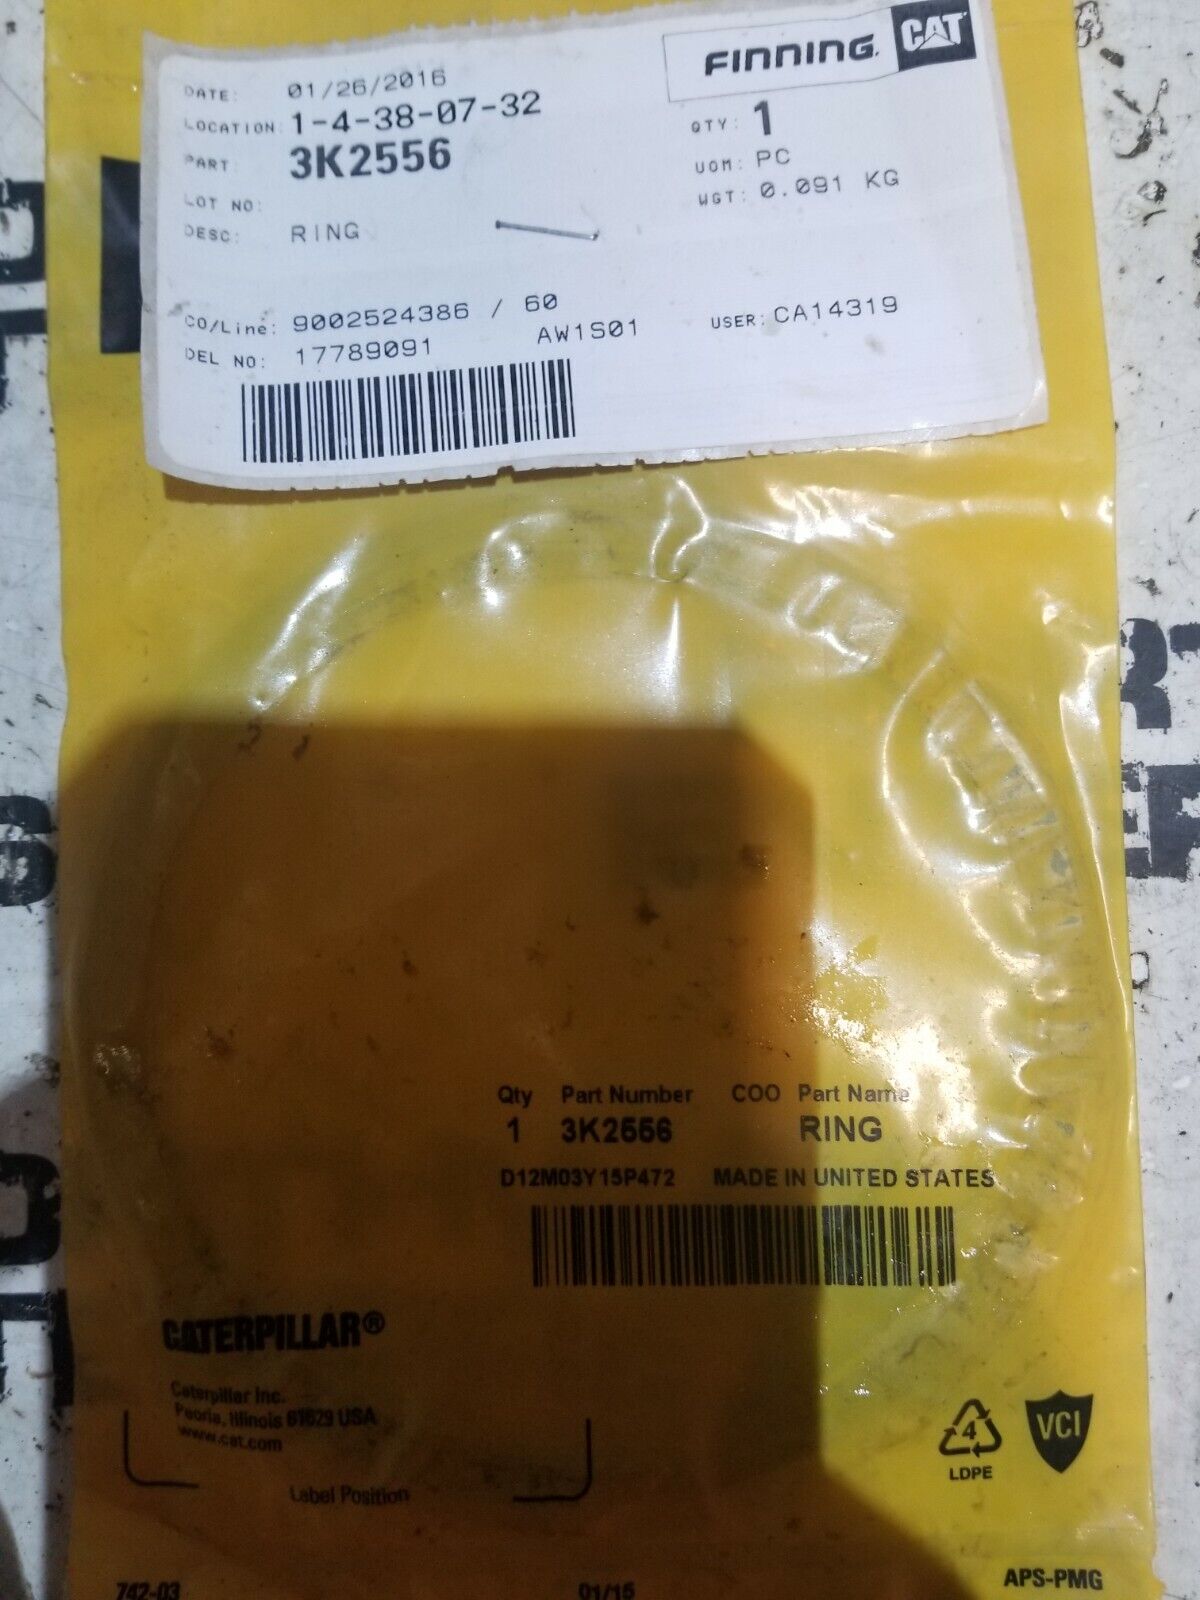 FINNING. CAT
DATE: 01/26/2016
LOCATION: 1-4-38-07-32
QTY: 1
PART: 3K2556
UOM: PC
LOT NO:
WGT: 0.091 KG
DESC: RING
CO/Line: 9002524386 / 60
AW1S01
USER: CA14319
DEL NO: 17789091
Qty Part Number COO Part Name
1 3K2556 RING
D12M03Y15P472 MADE IN UNITED STATES
CATERPILLAR®
Caterpillar Inc.
Peoria, Illinois 61629 USA
www.cat.com
Label Position
4
LDPE
VCI
742-03
01/15
APS-PMG